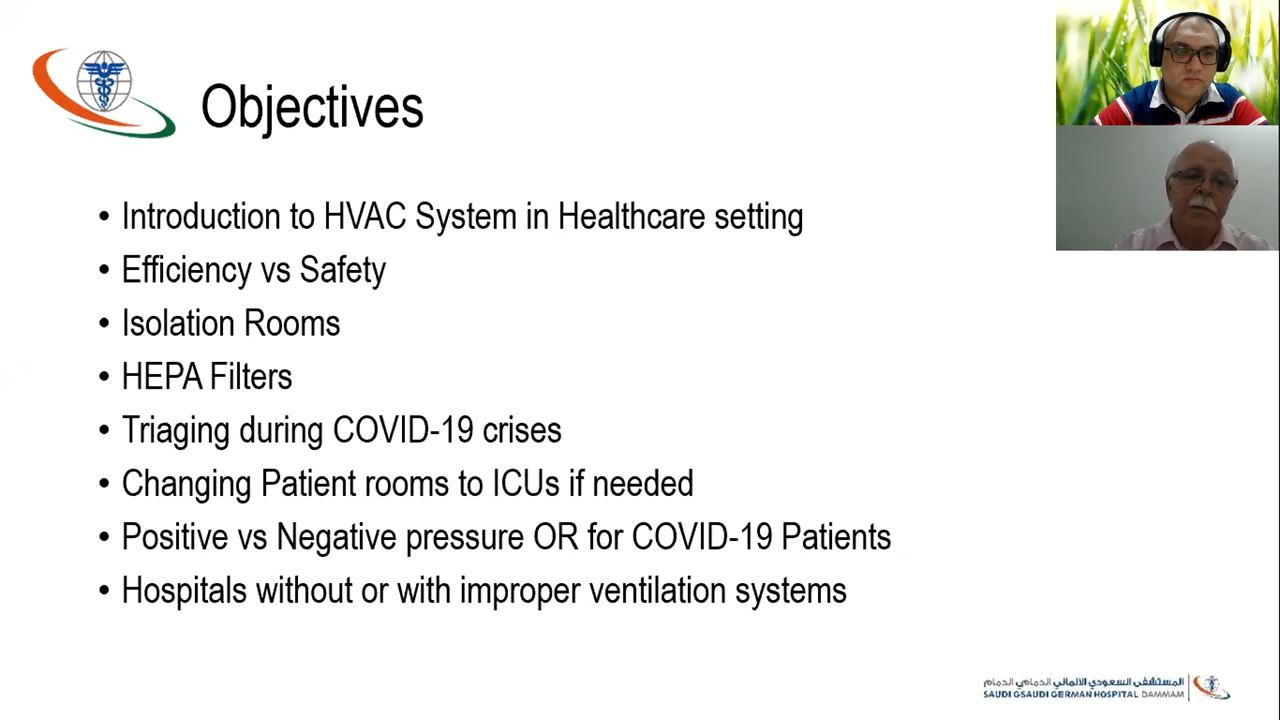 Objectives
• Introduction to HVAC System in Healthcare setting
• Efficiency vs Safety
• Isolation Rooms
• HEPA Filters
• Triaging during COVID-19 crises
• Changing Patient rooms to ICUs if needed
• Positive vs Negative pressure OR for COVID-19 Patients
• Hospitals without or with improper ventilation systems
المستشفى السعودي الألماني الدمامي الدمام
SAUDI GSAUDI GERMAN HOSPITAL DAMMAM